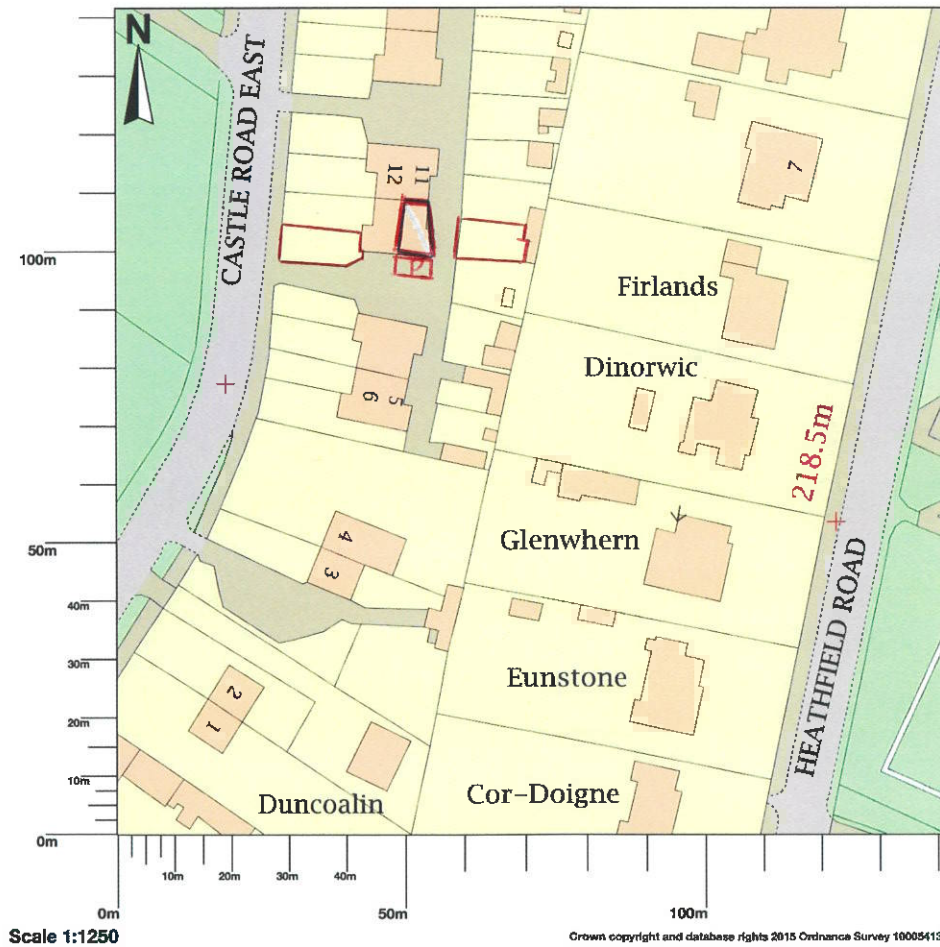 N
CASTLE ROAD EAST
11
12
7
100m
Firlands
Dinorwic
5
6
218.5m
Glenwhern
4
3
50m
40m
HEATHFIELD ROAD
30m
Eunstone
2
1
20m
10m
Duncoalin
Cor-Doigne
0m
10m
20m
30m
40m
0m
50m
100m
Scale 1:1250
Crown copyright and database rights 2015 Ordnance Survey 10005413